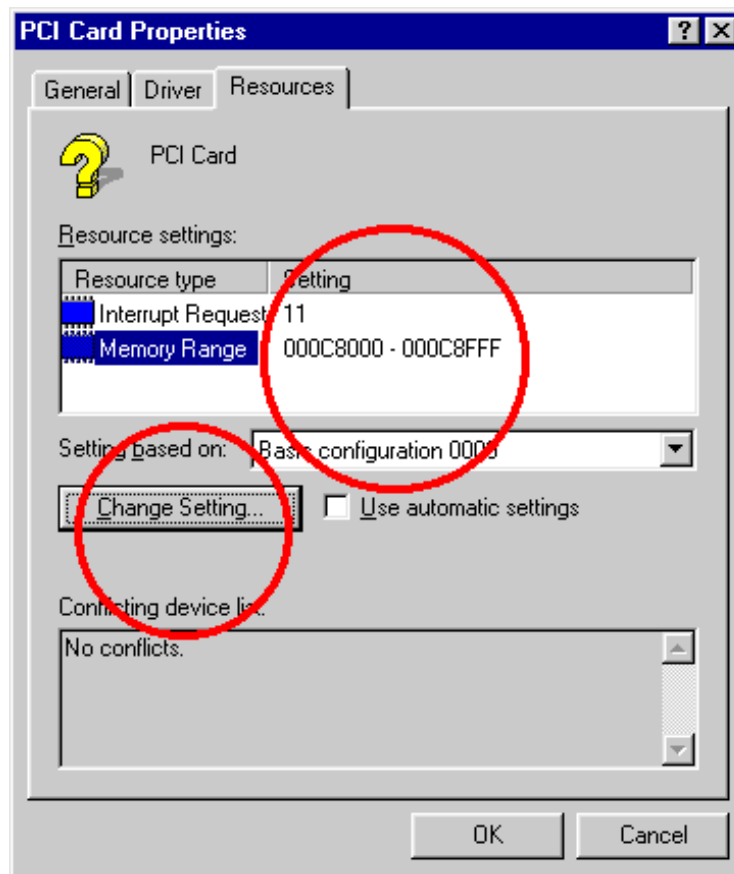 PCI Card Properties
General Driver Resources
PCI Card
Resource settings:
Resource type Setting
Interrupt Request 11
Memory Range 000C8000 - 000C8FFF
Setting based on: Basic configuration 0000
Change Setting... Use automatic settings
Conflicting device list:
No conflicts.
OK Cancel